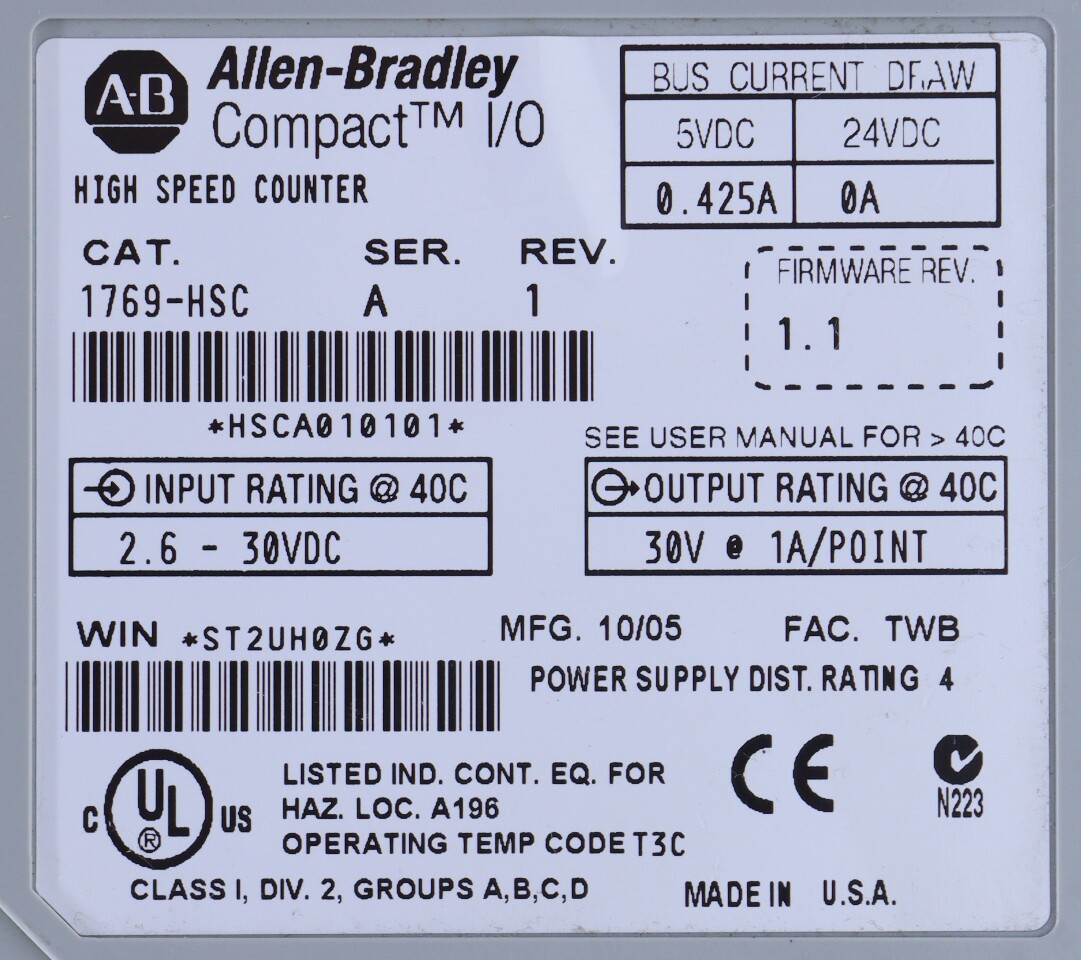 A-B
Allen-Bradley
Compact™ I/O
HIGH SPEED COUNTER
BUS CURRENT DRAW
5VDC 24VDC
0.425A 0A
CAT. SER. REV.
1769-HSC A 1
FIRMWARE REV.
1.1
*HSCA010101*
SEE USER MANUAL FOR > 40C
INPUT RATING @ 40C
2.6 - 30VDC
OUTPUT RATING @ 40C
30V @ 1A/POINT
WIN *ST2UH0ZG*
MFG. 10/05 FAC. TWB
POWER SUPPLY DIST. RATING 4
C UL ® US
LISTED IND. CONT. EQ. FOR
HAZ. LOC. A196
OPERATING TEMP CODE T3C
CE
N223
CLASS I, DIV. 2, GROUPS A,B,C,D
MADE IN U.S.A.